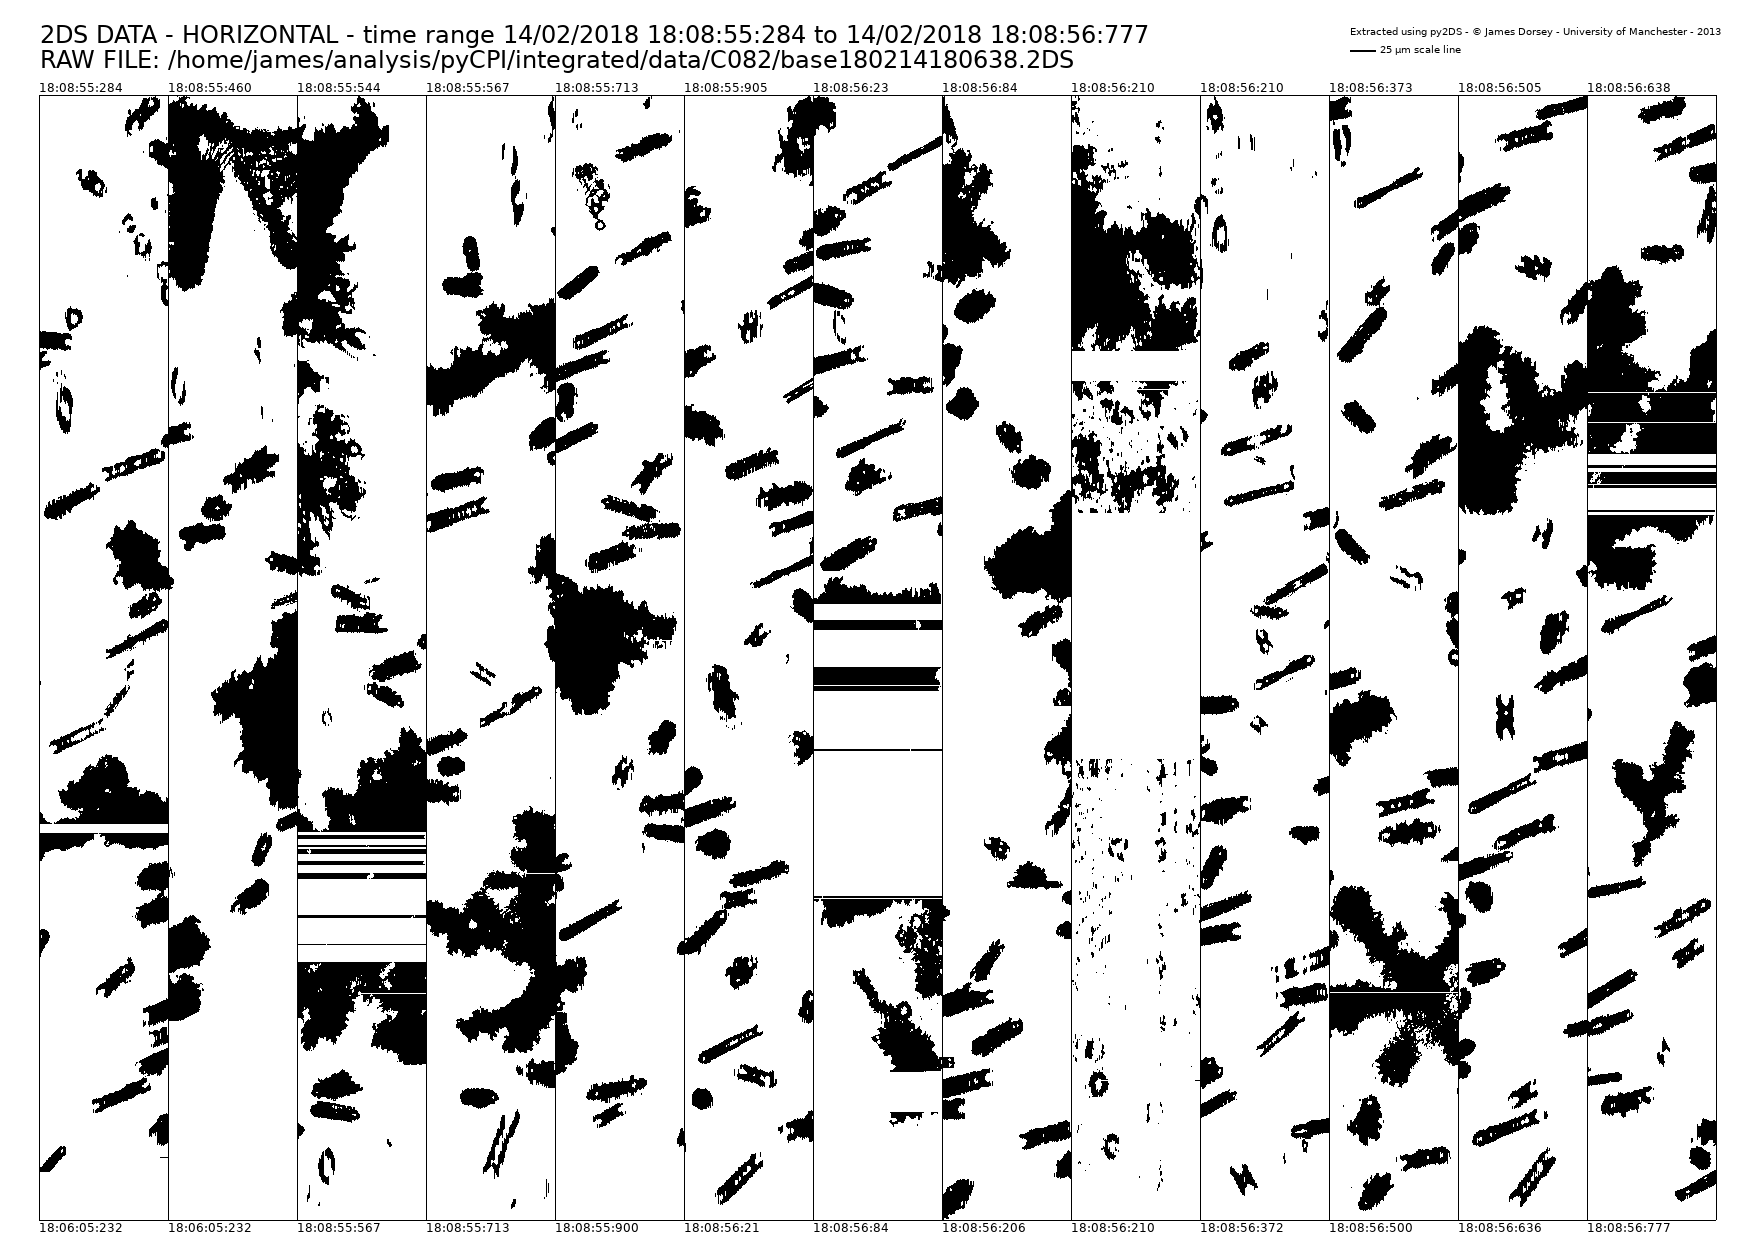 2DS DATA - HORIZONTAL - time range 14/02/2018 18:08:55:284 to 14/02/2018 18:08:56:777
RAW FILE: /home/james/analysis/pyCPI/integrated/data/C082/base180214180638.2DS
Extracted using py2DS - © James Dorsey - University of Manchester - 2013
25 µm scale line
18:08:55:284 18:08:55:460 18:08:55:544 18:08:55:567 18:08:55:713 18:08:55:905 18:08:56:23 18:08:56:84 18:08:56:210 18:08:56:210 18:08:56:373 18:08:56:505 18:08:56:638
18:06:05:232 18:06:05:232 18:08:55:567 18:08:55:713 18:08:55:900 18:08:56:21 18:08:56:84 18:08:56:206 18:08:56:210 18:08:56:372 18:08:56:500 18:08:56:636 18:08:56:777